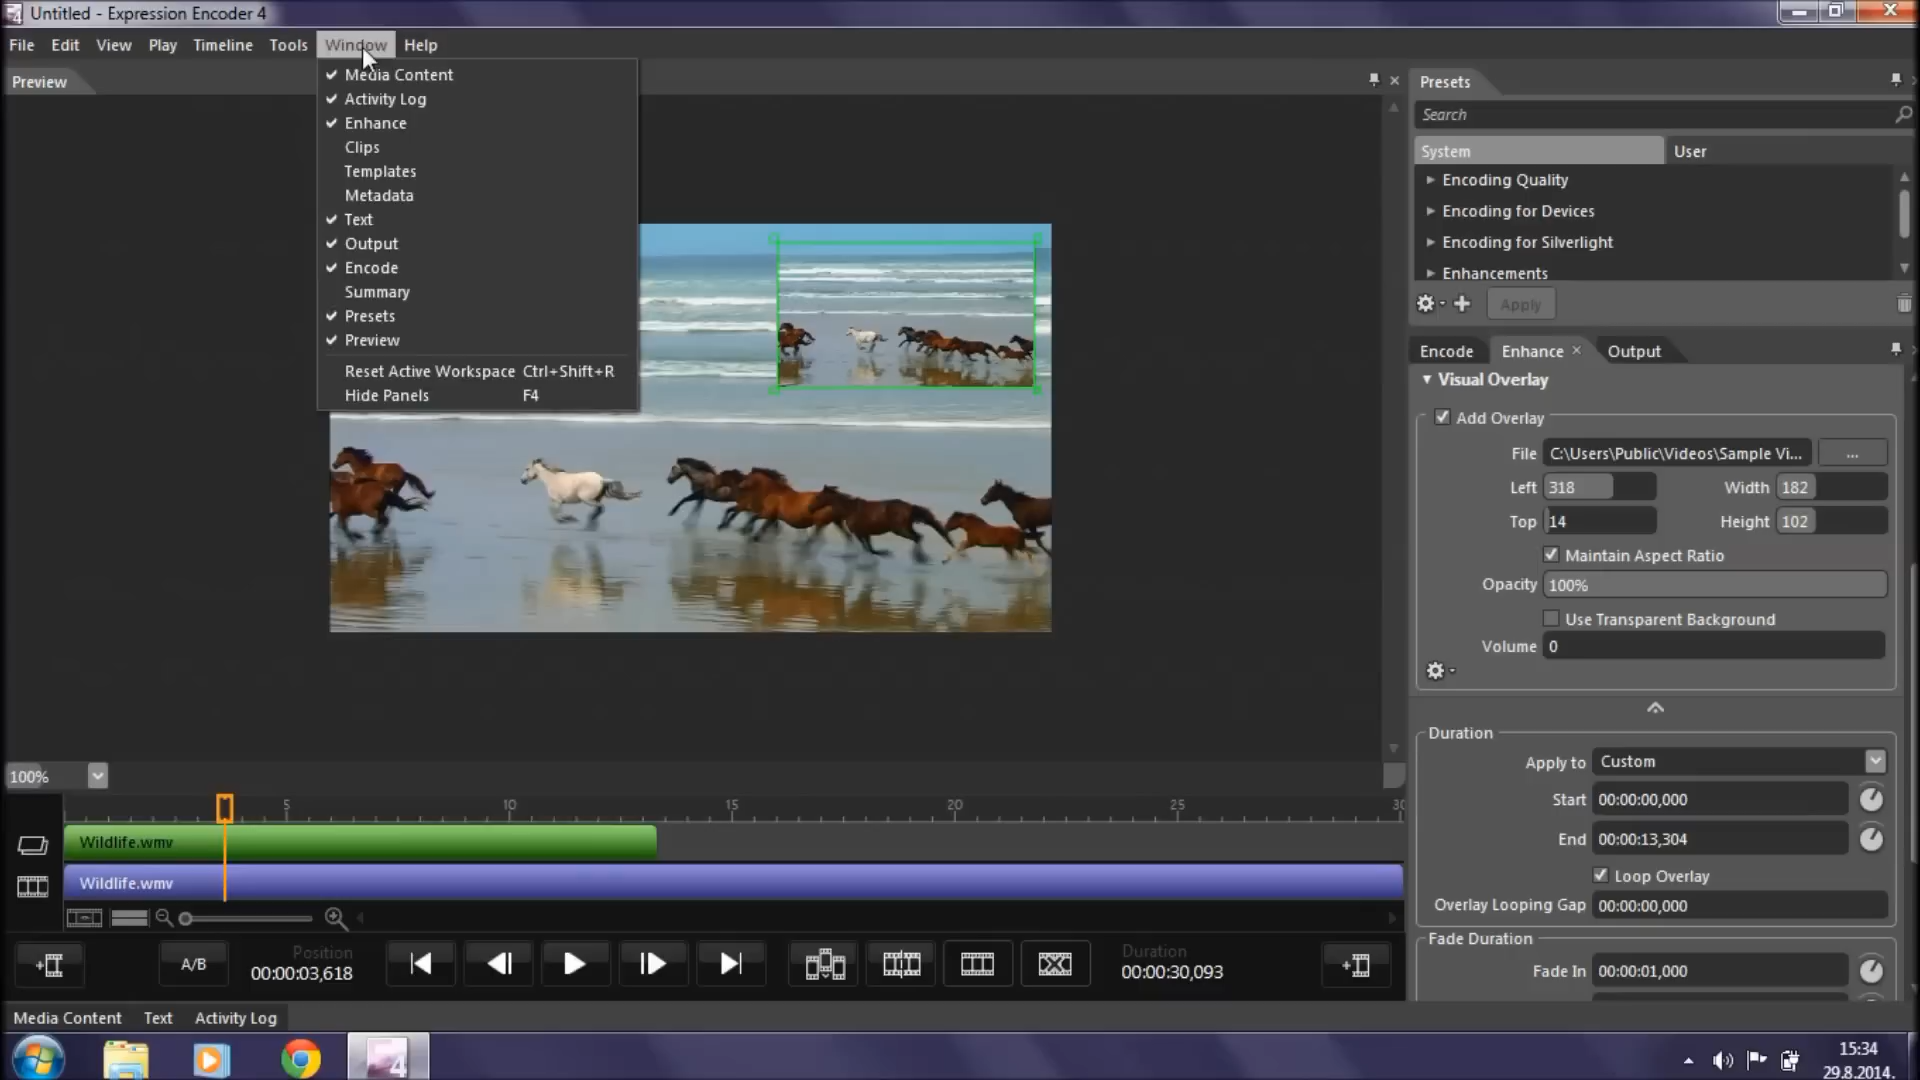 Untitled - Expression Encoder 4
File Edit View Play Timeline Tools Window Help
Preview
Media Content
Activity Log
Enhance
Clips
Templates
Metadata
Text
Output
Encode
Summary
Presets
Preview
Reset Active Workspace Ctrl+Shift+R
Hide Panels F4
Presets
Search
System User
Encoding Quality
Encoding for Devices
Encoding for Silverlight
Enhancements
Apply
Encode Enhance Output
Visual Overlay
Add Overlay
File C:\Users\Public\Videos\Sample Vi... ...
Left 318 Width 182
Top 14 Height 102
Maintain Aspect Ratio
Opacity 100%
Use Transparent Background
Volume 0
Duration
Apply to Custom
Start 00:00:00,000
End 00:00:13,304
Loop Overlay
Overlay Looping Gap 00:00:00,000
Fade Duration
Fade In 00:00:01,000
100%
5 10 15 20 25 30
Wildlife.wmv
Wildlife.wmv
A/B
Position
00:00:03,618
Duration
00:00:30,093
Media Content Text Activity Log
4
15:34
29.8.2014.